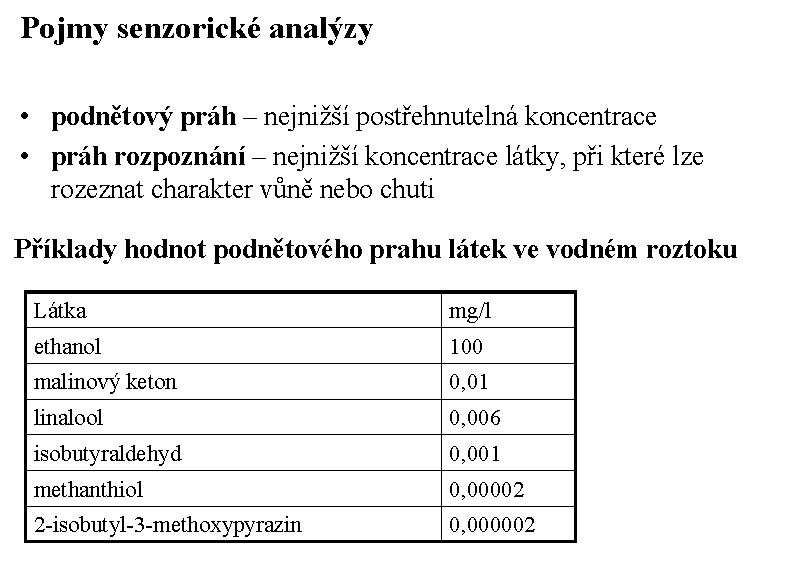 Pojmy senzorické analýzy
• podnětový práh – nejnižší postřehnutelná koncentrace
• práh rozpoznání – nejnižší koncentrace látky, při které lze
rozeznat charakter vůně nebo chuti
Příklady hodnot podnětového prahu látek ve vodném roztoku
Látka mg/l
ethanol 100
malinový keton 0,01
linalool 0,006
isobutyraldehyd 0,001
methanthiol 0,00002
2-isobutyl-3-methoxypyrazin 0,000002